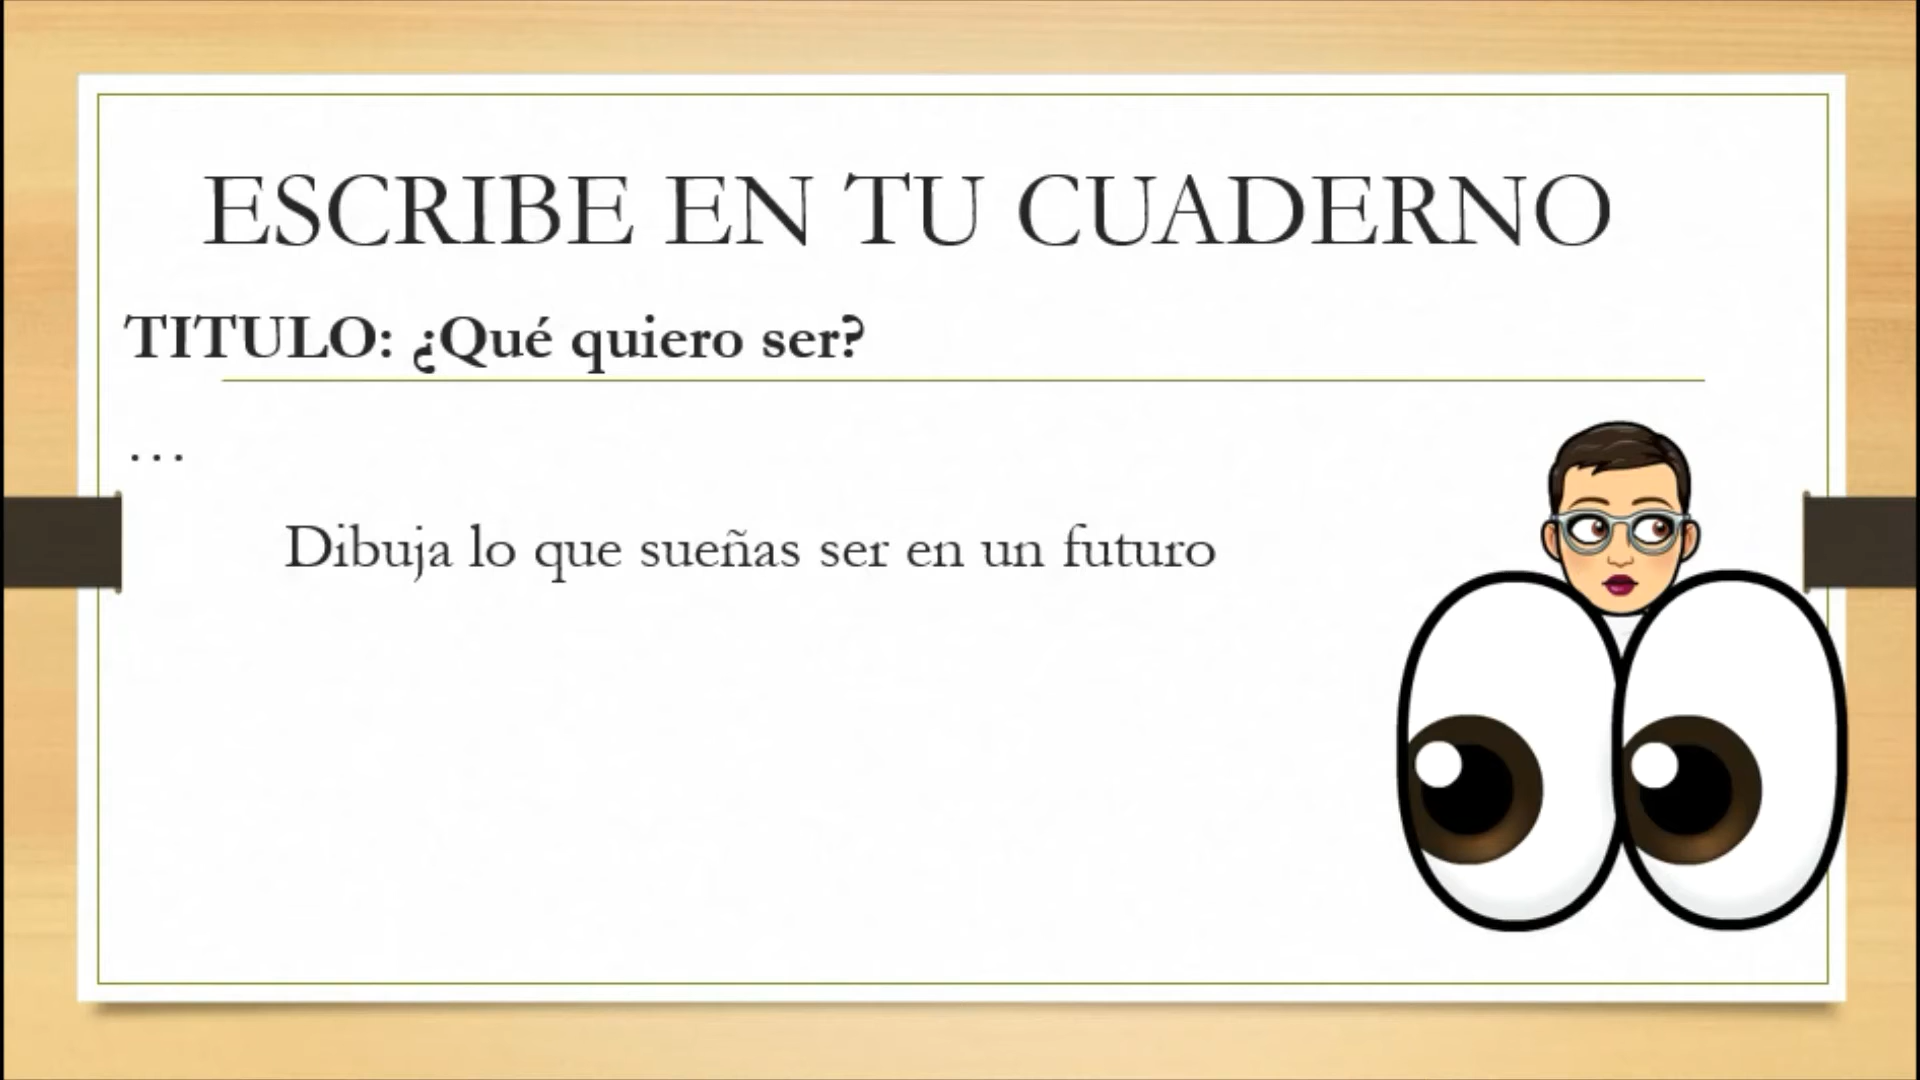 ESCRIBE EN TU CUADERNO
TITULO: ¿Qué quiero ser?
…
Dibuja lo que sueñas ser en un futuro